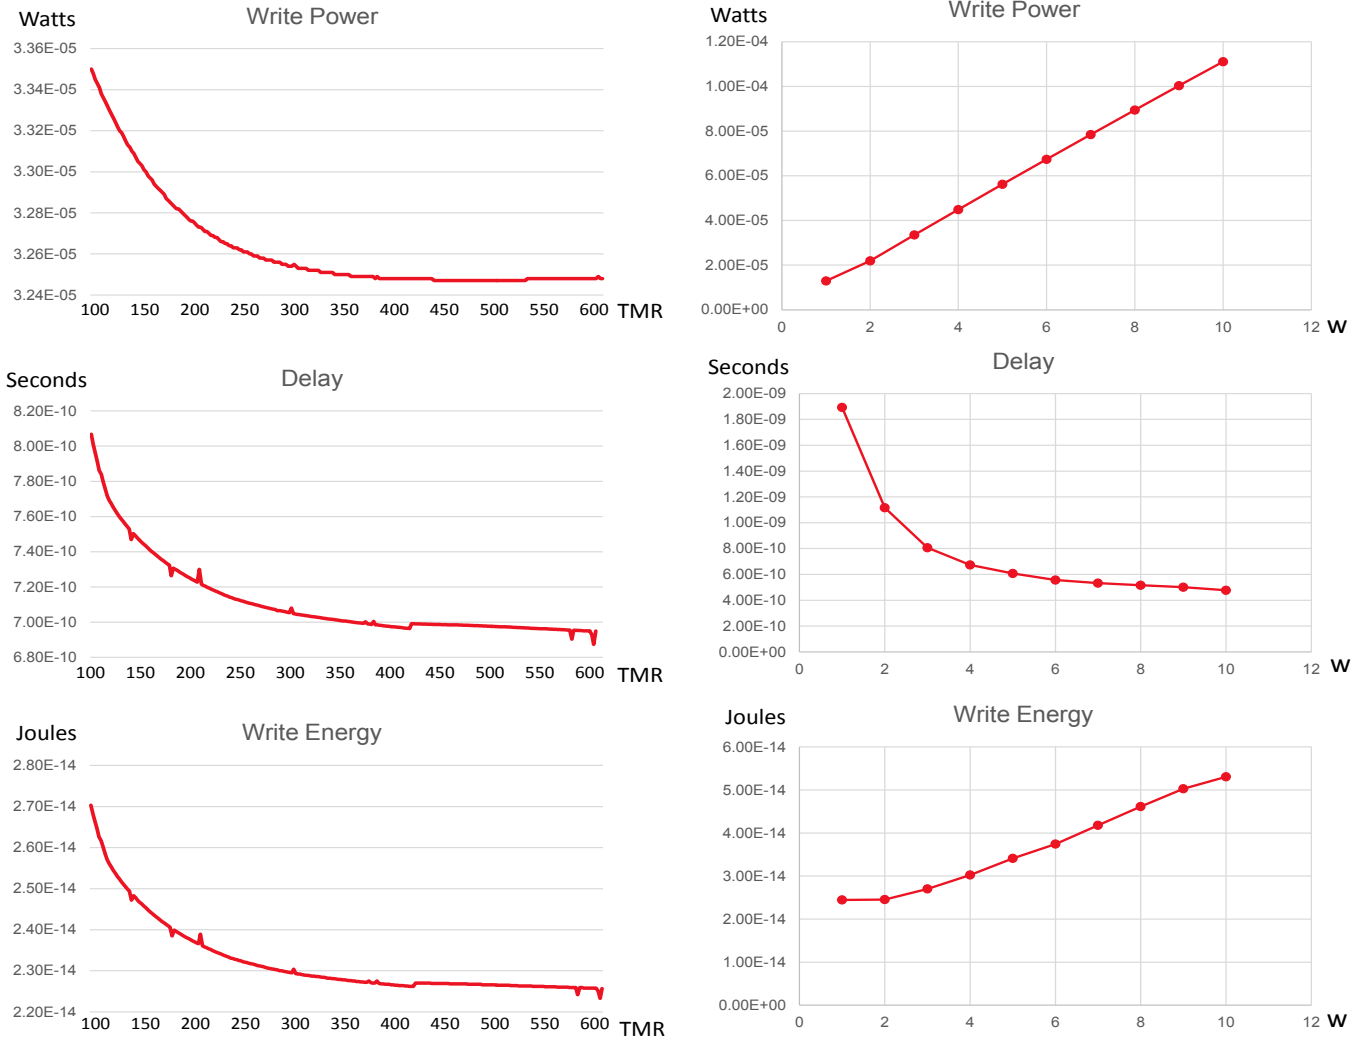 Watts
Write Power
3.36E-05
3.34E-05
3.32E-05
3.30E-05
3.28E-05
3.26E-05
3.24E-05
100 150 200 250 300 350 400 450 500 550 600 TMR
Watts
Write Power
1.20E-04
1.00E-04
8.00E-05
6.00E-05
4.00E-05
2.00E-05
0.00E+00
0 2 4 6 8 10 12 W
Seconds
Delay
8.20E-10
8.00E-10
7.80E-10
7.60E-10
7.40E-10
7.20E-10
7.00E-10
6.80E-10
100 150 200 250 300 350 400 450 500 550 600 TMR
Seconds
Delay
2.00E-09
1.80E-09
1.60E-09
1.40E-09
1.20E-09
1.00E-09
8.00E-10
6.00E-10
4.00E-10
2.00E-10
0.00E+00
0 2 4 6 8 10 12 W
Joules
Write Energy
2.80E-14
2.70E-14
2.60E-14
2.50E-14
2.40E-14
2.30E-14
2.20E-14
100 150 200 250 300 350 400 450 500 550 600 TMR
Joules
Write Energy
6.00E-14
5.00E-14
4.00E-14
3.00E-14
2.00E-14
1.00E-14
0.00E+00
0 2 4 6 8 10 12 W